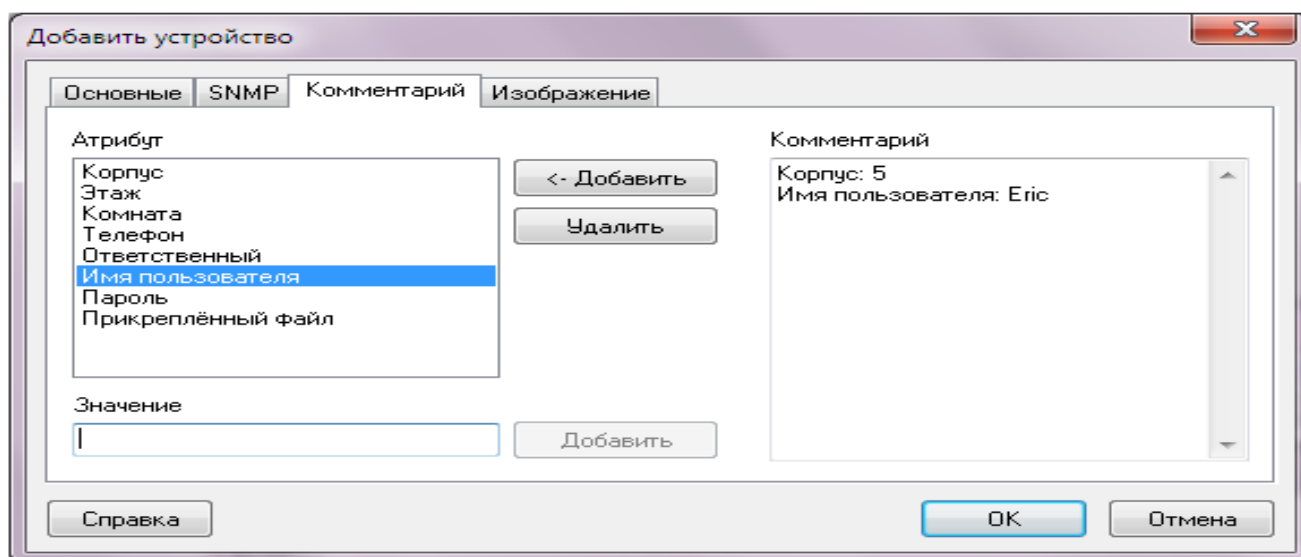 Добавить устройство
Основные SNMP Комментарий Изображение
Атрибут
Корпус
Этаж
Комната
Телефон
Ответственный
Имя пользователя
Пароль
Прикреплённый файл
<- Добавить
Удалить
Значение
Добавить
Комментарий
Корпус: 5
Имя пользователя: Eric
Справка
OK
Отмена